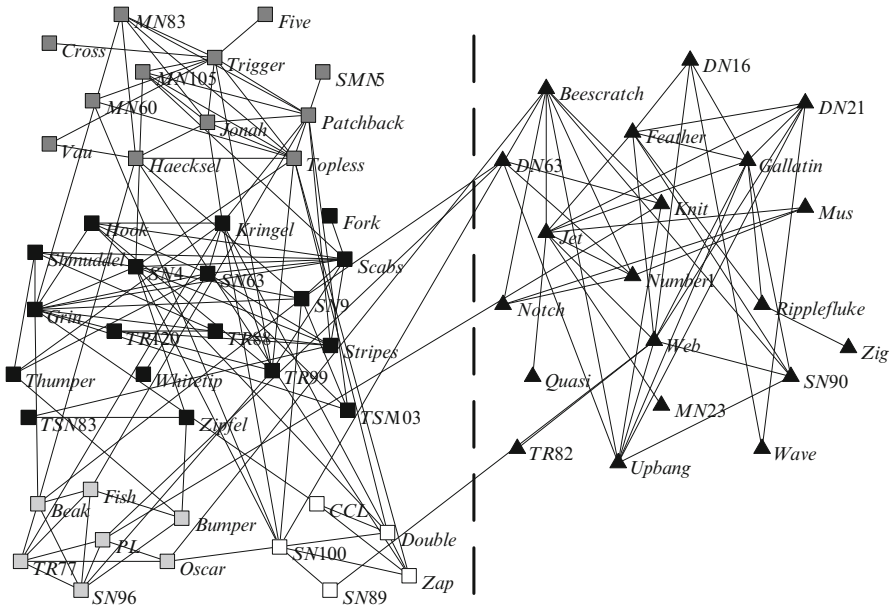 MN83
Five
Cross
Trigger
MN105
SMN5
MN60
Jonah
Patchback
Vau
Haecksel
Topless
Hook
Kringel
Fork
Shmuddel
SN4
SN63
Scabs
SN9
Grin
TR120
TR88
Stripes
Thumper
Whitetip
TR99
TSN83
Zipfel
TSN103
Beak
Fish
Bumper
CCL
PL
SN100
Double
TR77
Oscar
SN96
SN89
Zap
DN16
Beescratch
DN21
Feather
DN63
Gallatin
Knit
Mus
Jet
Number1
Notch
Ripplefluke
Web
Zig
Quasi
SN90
MN23
TR82
Upbang
Wave